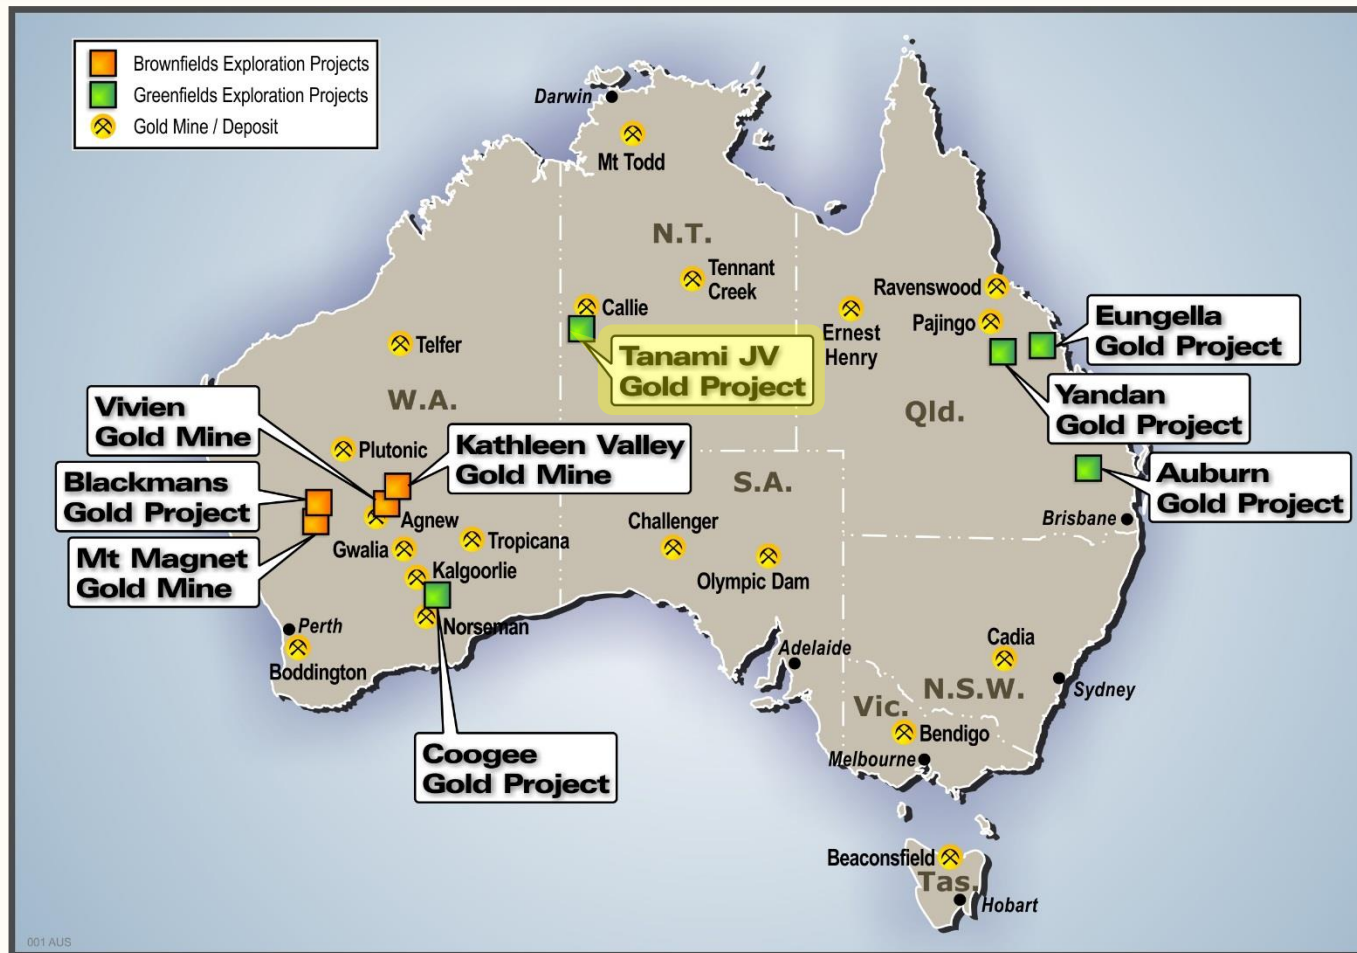 Brownfields Exploration Projects
Greenfields Exploration Projects
Gold Mine / Deposit
Darwin
Mt Todd
N.T.
Tennant
Creek
Callie
Tanami JV
Gold Project
Telfer
W.A.
Ravenswood
Pajingo
Ernest
Henry
Eungella
Gold Project
Yandan
Gold Project
Qld.
Auburn
Gold Project
Brisbane
Vivien
Gold Mine
Plutonic
Kathleen Valley
Gold Mine
Blackmans
Gold Project
Mt Magnet
Gold Mine
Agnew
Gwalia
Tropicana
Kalgoorlie
Norseman
Perth
Boddington
Coogee
Gold Project
S.A.
Challenger
Olympic Dam
Adelaide
Cadia
N.S.W.
Sydney
Vic.
Bendigo
Melbourne
Beaconsfield
Tas.
Hobart
001 AUS